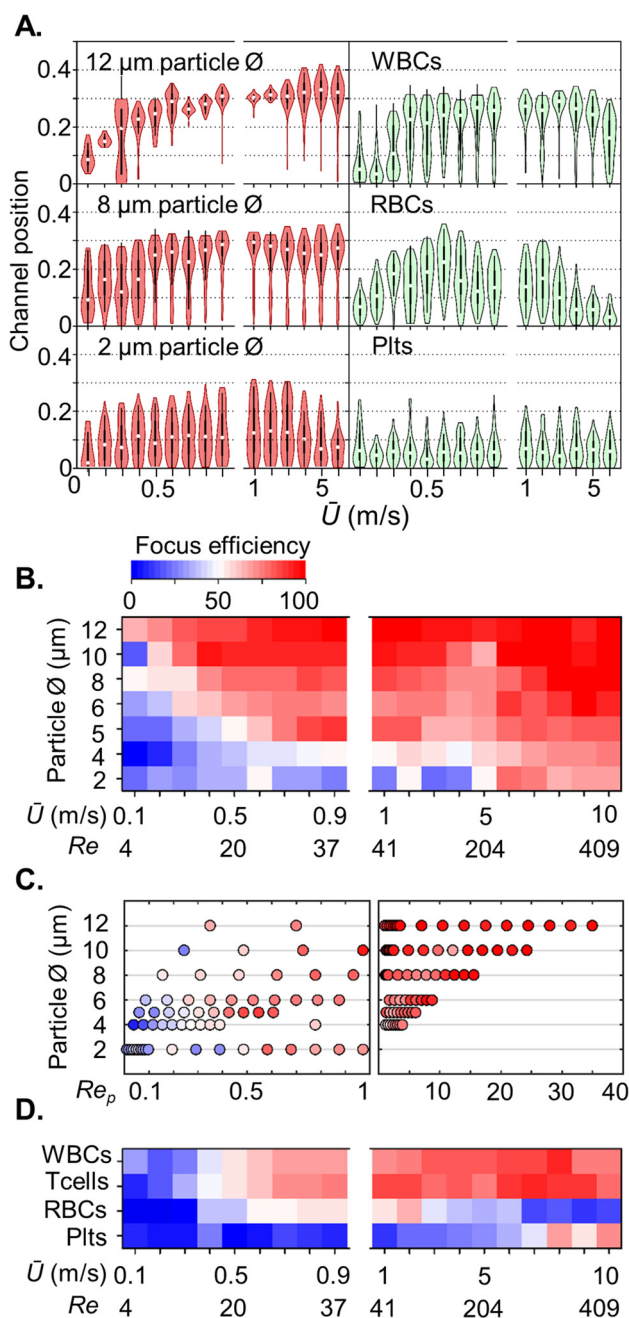 A.
12 µm particle Ø WBCs
0.4
0.2
0
8 µm particle Ø RBCs
0.4
0.2
0
2 µm particle Ø Plts
0.4
0.2
0
Channel position
0.5 1 5 0.5 1 5
Ū (m/s)
Focus efficiency
0 50 100
B.
Particle Ø (µm)
12
10
8
6
5
4
2
Ū (m/s) 0.1 0.5 0.9 1 5 10
Re 4 20 37 41 204 409
C.
Particle Ø (µm)
12
10
8
6
4
2
Rep 0.1 0.5 1 10 20 30 40
D.
WBCs
Tcells
RBCs
Plts
Ū (m/s) 0.1 0.5 0.9 1 5 10
Re 4 20 37 41 204 409